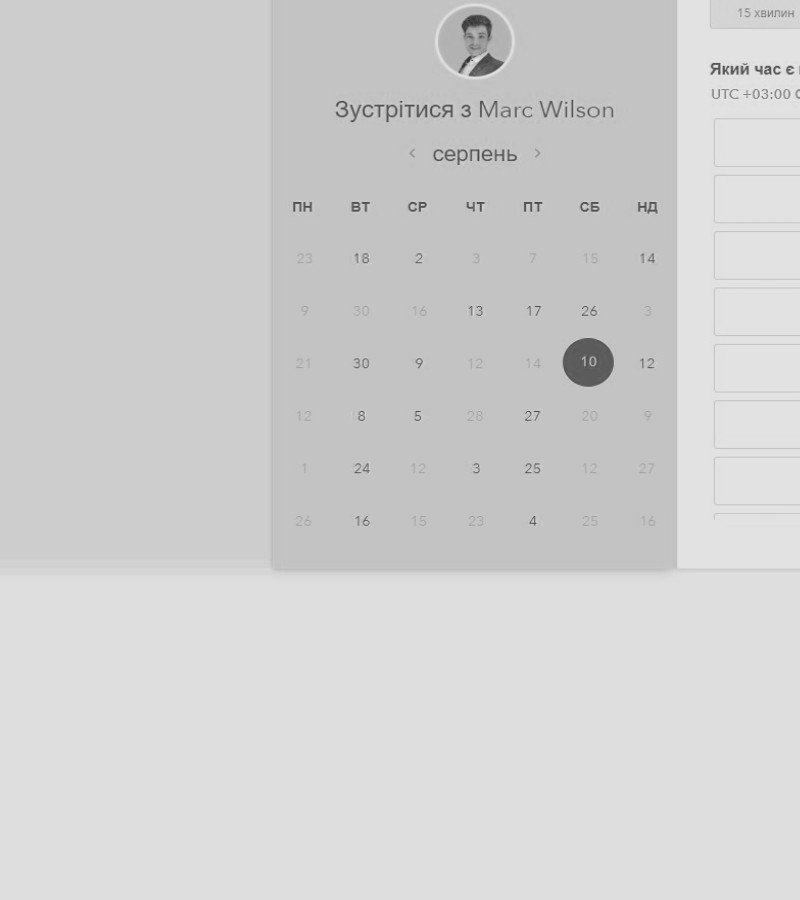 15 хвилин
Зустрітися з Marc Wilson
серпень
ПН ВТ СР ЧТ ПТ СБ НД
23 18 2 3 7 15 14
9 30 16 13 17 26 3
21 30 9 12 14 10 12
12 8 5 28 27 20 9
1 24 12 3 25 12 27
26 16 15 23 4 25 16
Який час є
UTC +03:00